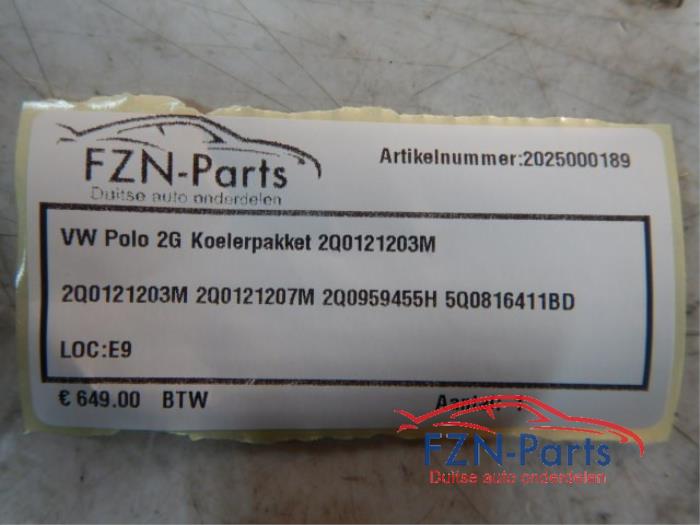 FZN-Parts
Duitse auto onderdelen
Artikelnummer:2025000189
VW Polo 2G Koelerpakket 2Q0121203M
2Q0121203M 2Q0121207M 2Q0959455H 5Q0816411BD
LOC:E9
€ 649.00 BTW
FZN-Parts
Duitse auto onderdelen